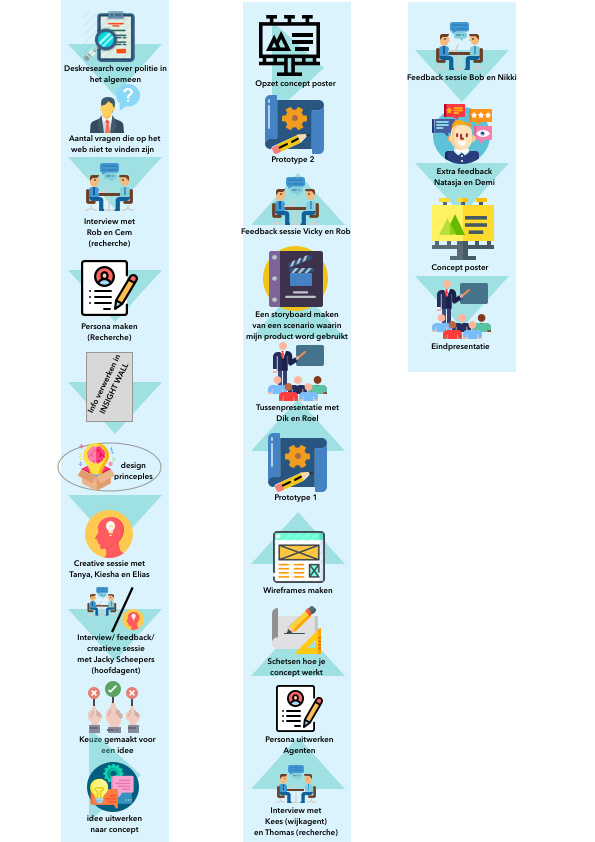 Deskresearch over politie in
het algemeen
?
Aantal vragen die op het
web niet te vinden zijn
Interview met
Rob en Cem
(recherche)
Persona maken
(Recherche)
Info verwerken in
INSIGHT WALL
design
princeples
Creative sessie met
Tanya, Kiesha en Elias
Interview/ feedback/
creatieve sessie
met Jacky Scheepers
(hoofdagent)
Keuze gemaakt voor
een idee
idee uitwerken
naar concept
Opzet concept poster
Prototype 2
Feedback sessie Vicky en Rob
Een storyboard maken
van een scenario waarin
mijn product word gebruikt
Tussenpresentatie met
Dik en Roel
Prototype 1
Wireframes maken
Schetsen hoe je
concept werkt
Persona uitwerken
Agenten
Interview met
Kees (wijkagent)
en Thomas (recherche)
Feedback sessie Bob en Nikki
Extra feedback
Natasja en Demi
Concept poster
Eindpresentatie